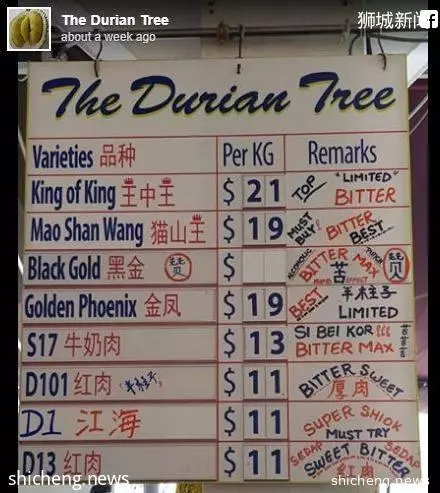 The Durian Tree
about a week ago
狮城新闻
The Durian Tree
Varieties 品种 Per KG Remarks
King of King 王中王 $ 21 TOP "LIMITED" BITTER
Mao Shan Wang 猫山王 $ 19 MUST BUY! BITTER BEST
Black Gold 黑金 $ ALCOHOLIC BITTER MAX 苦
Golden Phoenix 金凤 $ 19 BEST LIMITED
S17 牛奶肉 $ 13 SI BEI KOR BITTER MAX
D101 红肉 $ 11 BITTER SWEET 厚肉
D1 江海 $ 11 SUPER SHIOK MUST TRY
D13 红肉 $ 11 SEDAP SWEET BITTER SEDAP 红肉
shicheng.news shicheng.news